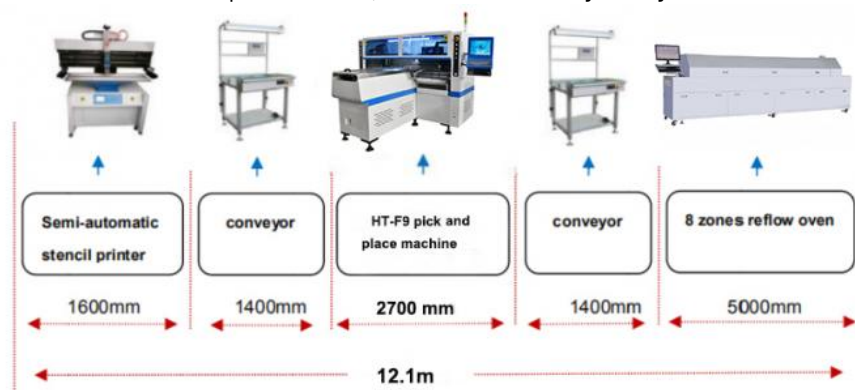 Semi-automatic
stencil printer
conveyor
HT-F9 pick and
place machine
conveyor
8 zones reflow oven
1600mm
1400mm
2700 mm
1400mm
5000mm
12.1m